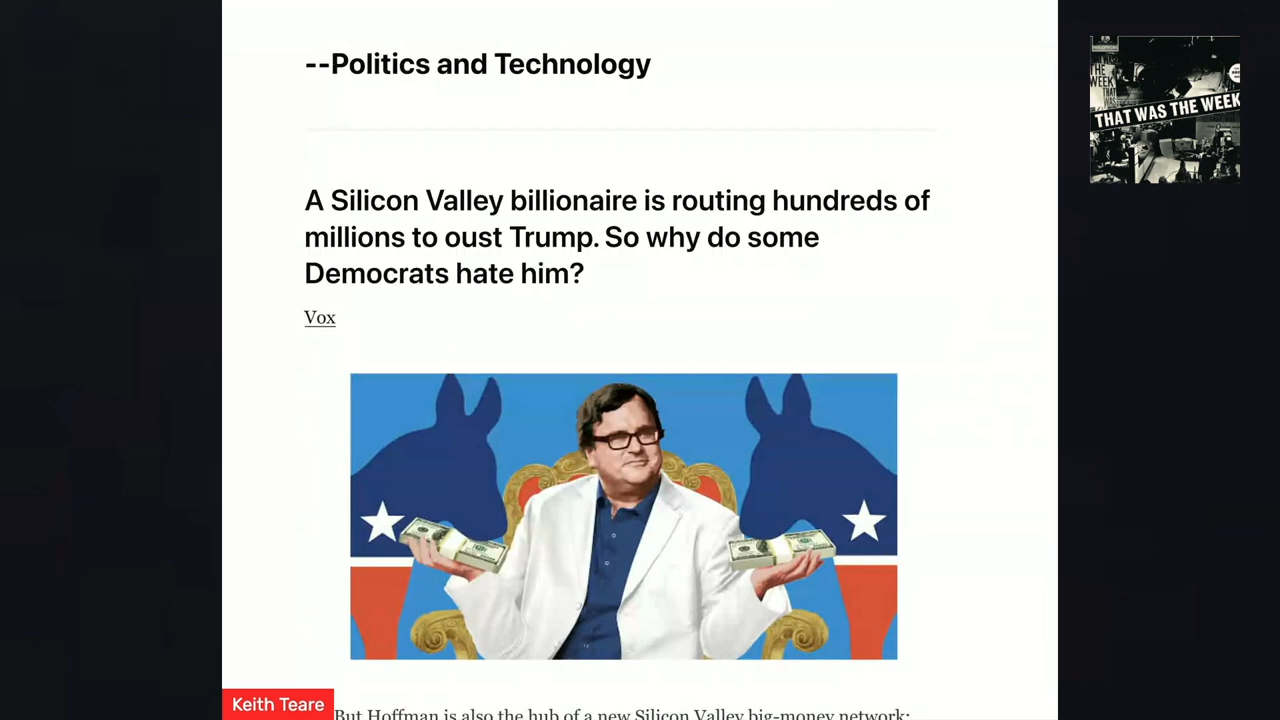 --Politics and Technology
A Silicon Valley billionaire is routing hundreds of
millions to oust Trump. So why do some
Democrats hate him?
Vox
But Hoffman is also the hub of a new Silicon Valley big-money network:
Keith Teare
THE WEEK
THAT WAS THE WEEK